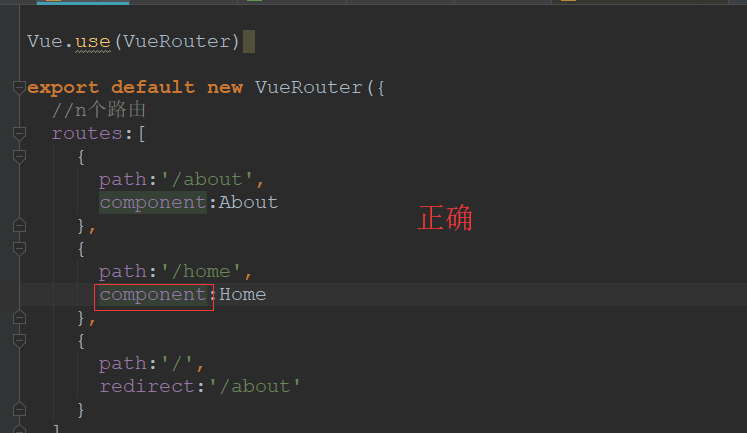 Vue.use(VueRouter)
export default new VueRouter({
//n个路由
routes:[
{
path:'/about',
component:About
},
正确
{
path:'/home',
component:Home
},
{
path:'/',
redirect:'/about'
}
]